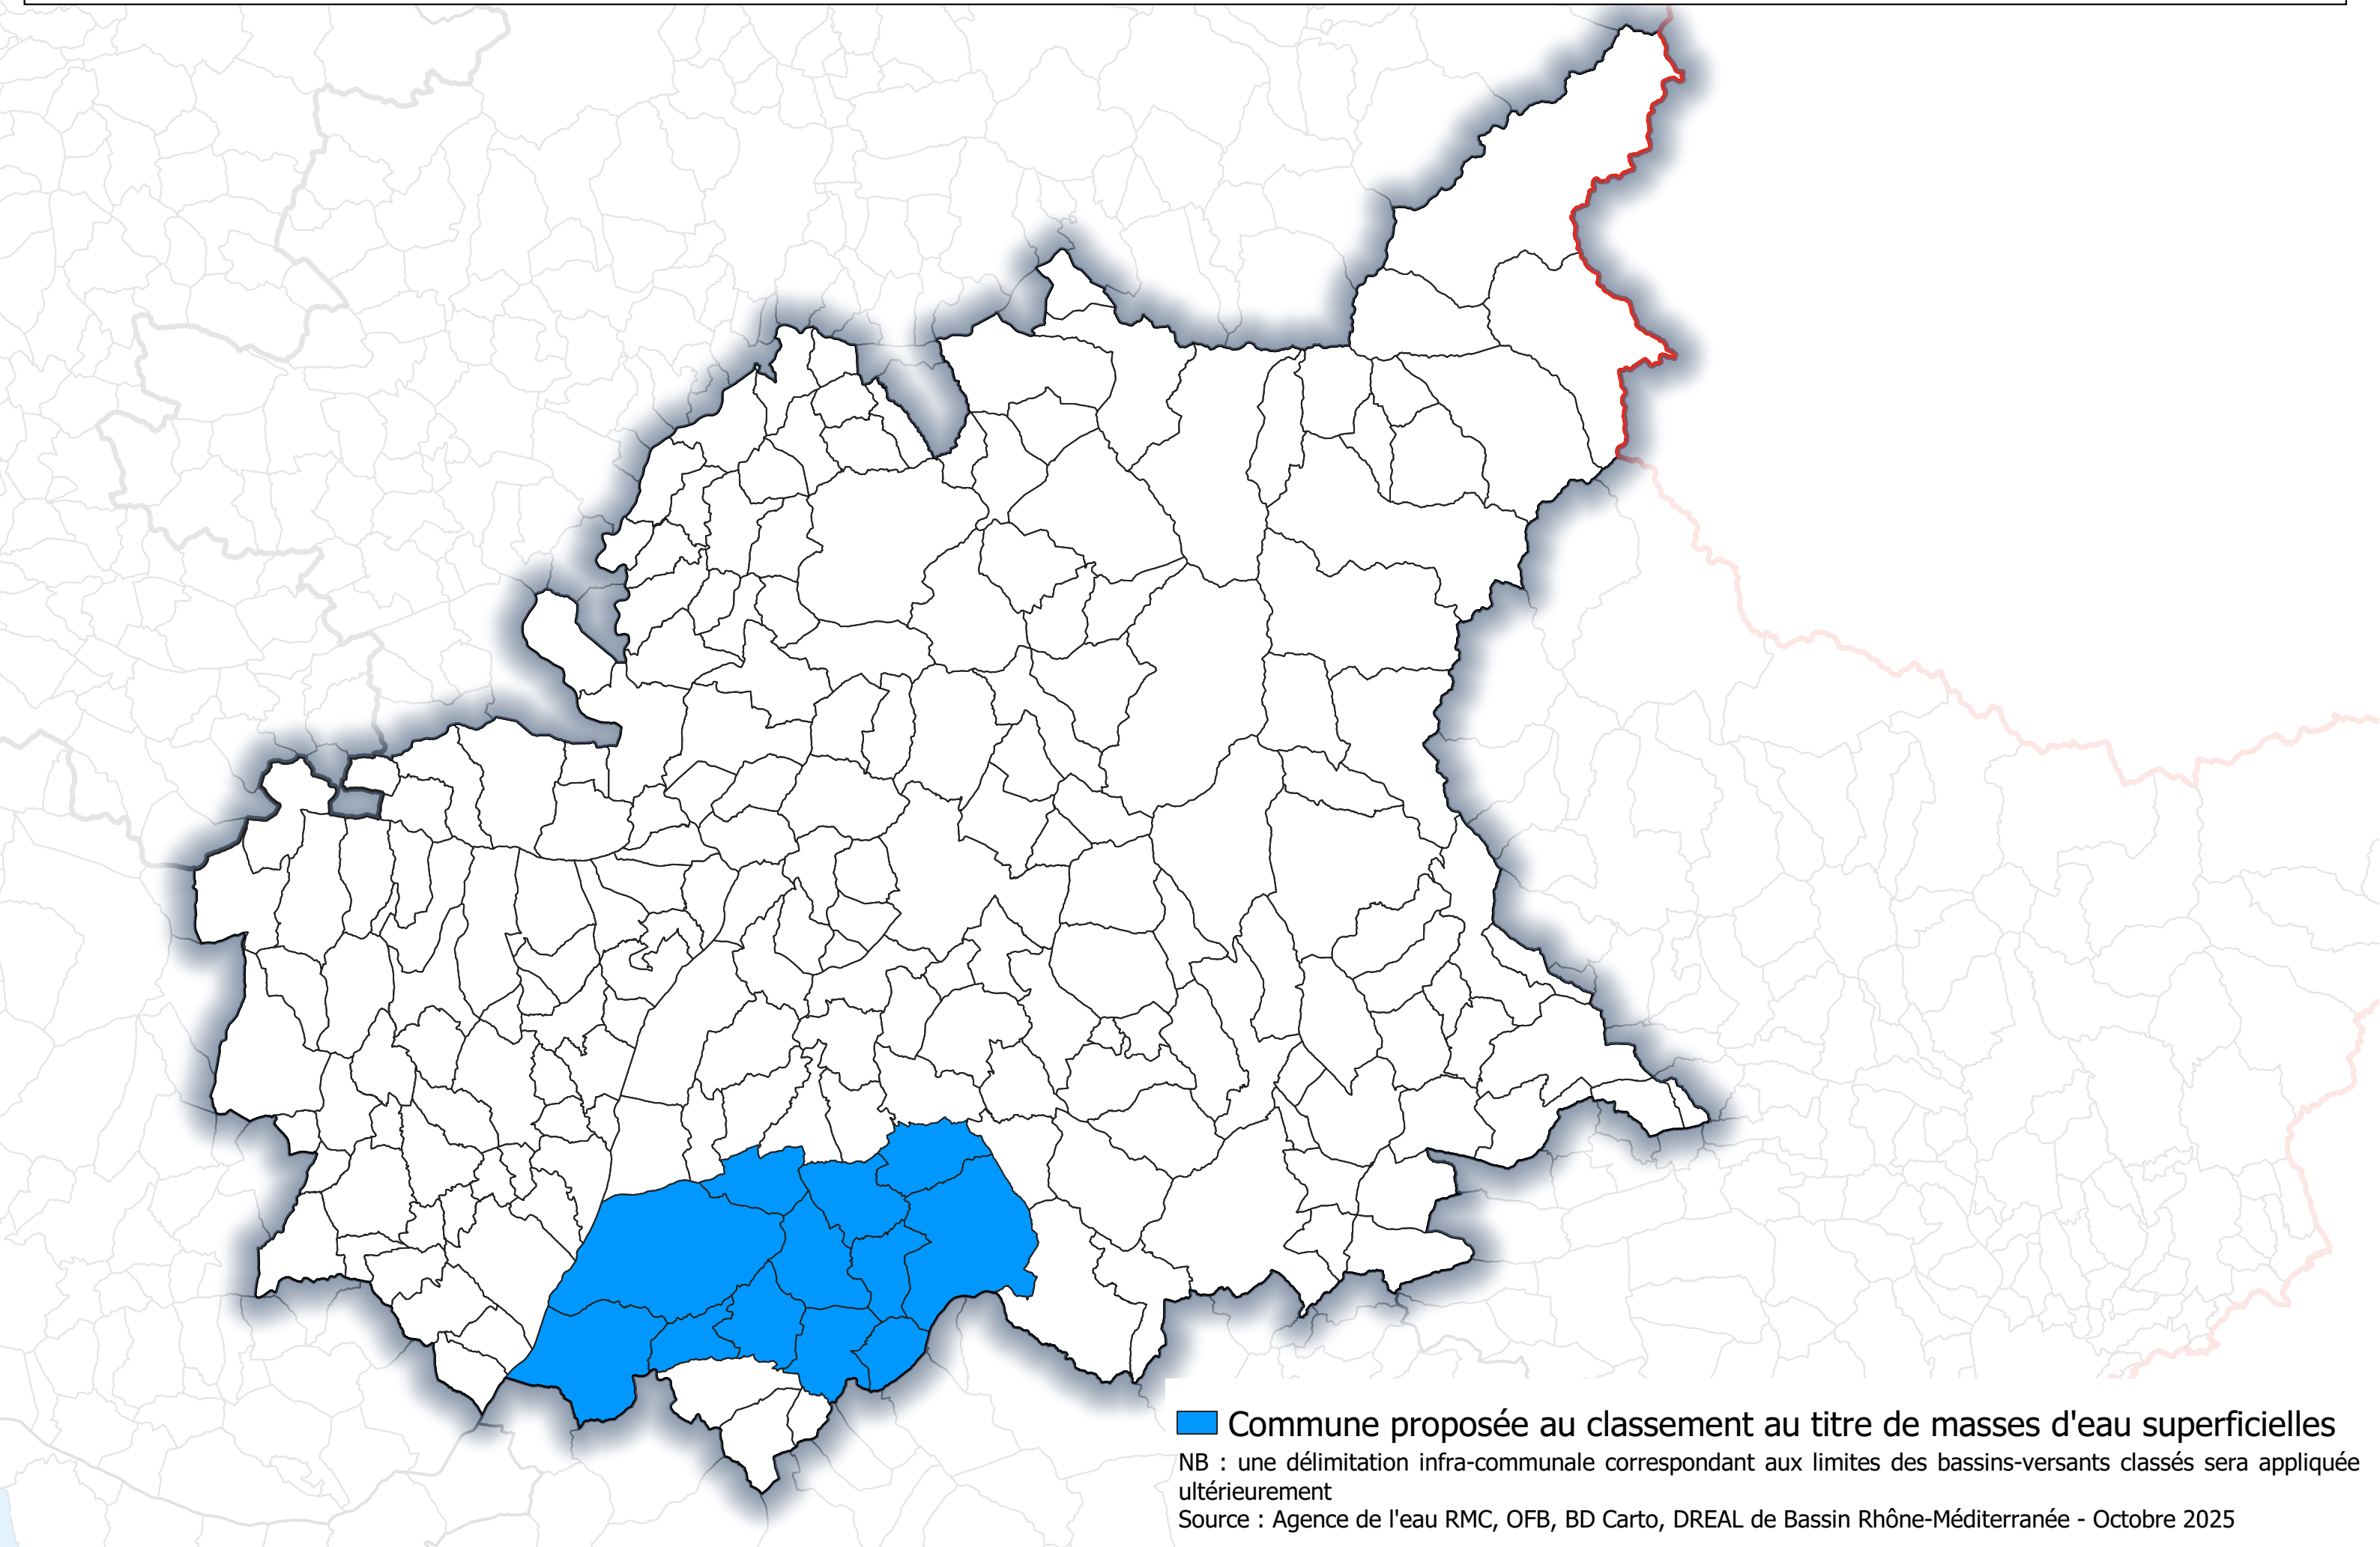 Commune proposée au classement au titre de masses d'eau superficielles
NB : une délimitation infra-communale correspondant aux limites des bassins-versants classés sera appliquée
ultérieurement
Source : Agence de l'eau RMC, OFB, BD Carto, DREAL de Bassin Rhône-Méditerranée - Octobre 2025